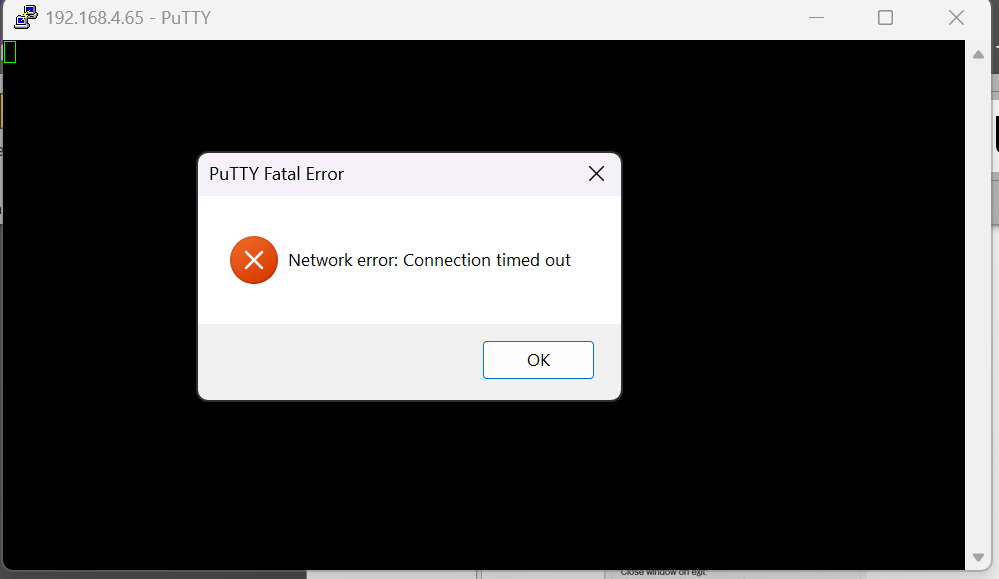 192.168.4.65 - PuTTY
PuTTY Fatal Error
Network error: Connection timed out
OK
Close window on exit: